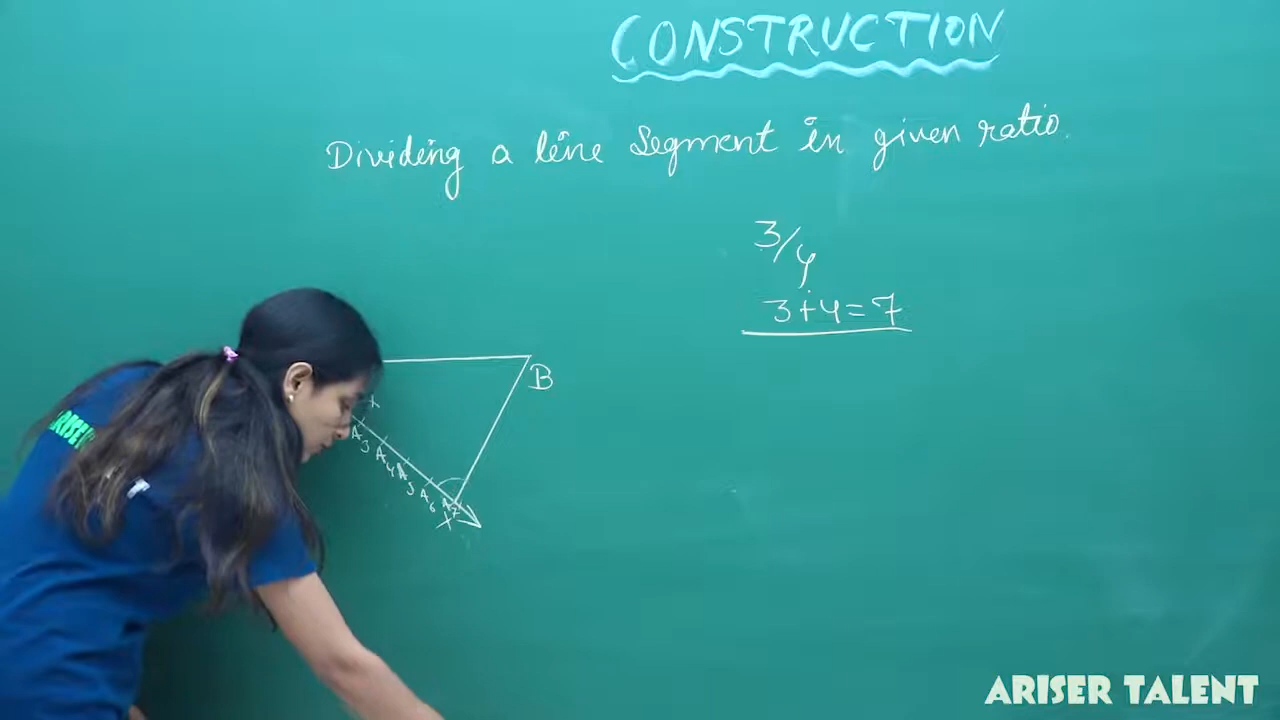 CONSTRUCTION
Dividing a line segment in given ratio.
3/4
3+4=7
B
A3 A4 A5 A6 A7
X
ARISER TALENT